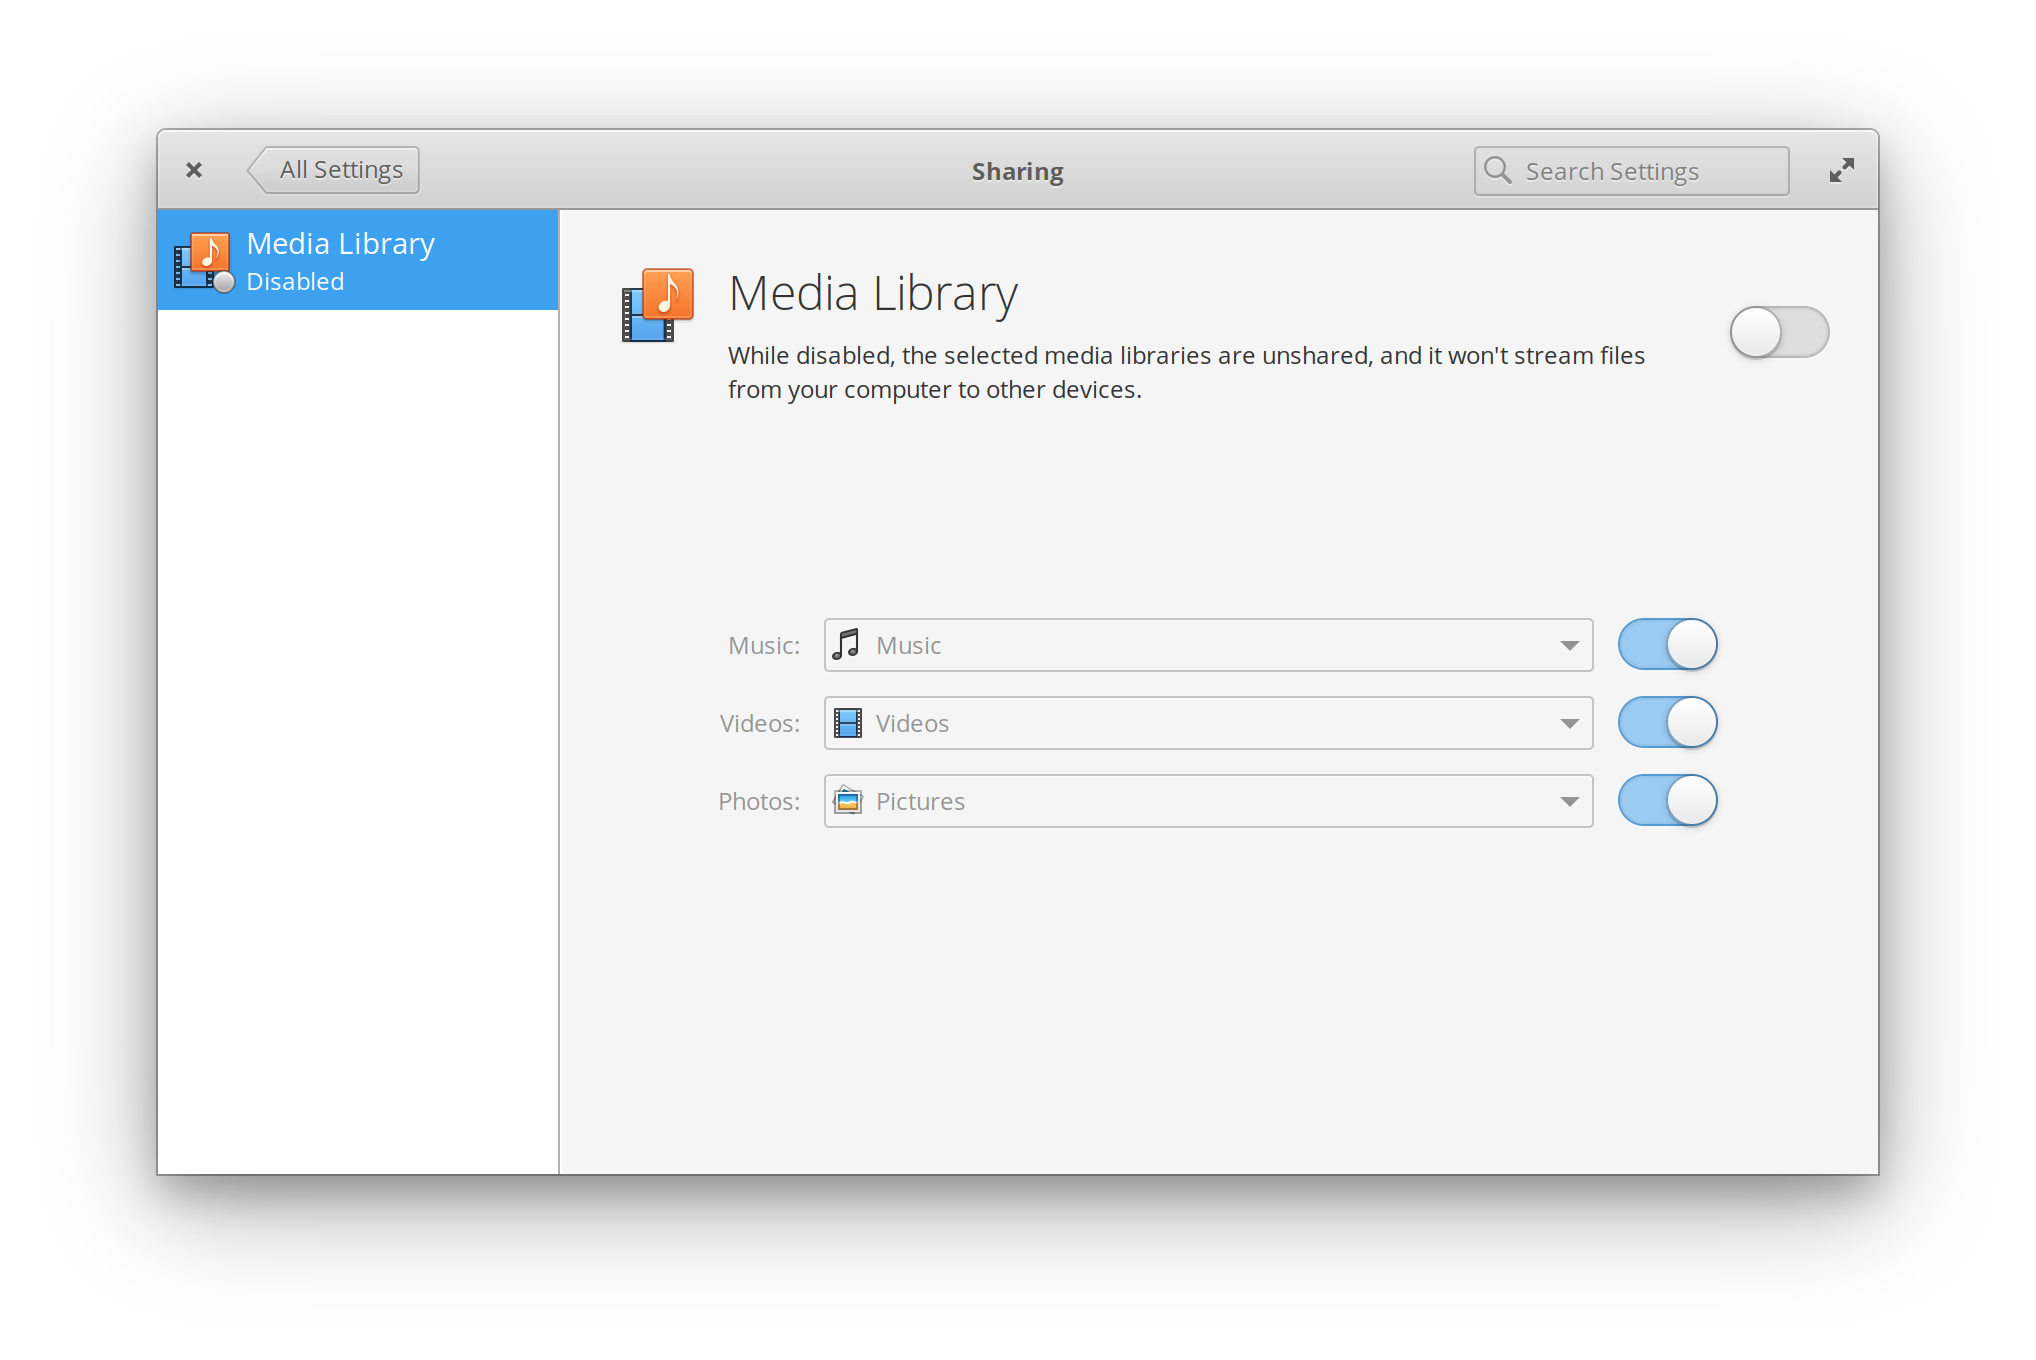 All Settings
Sharing
Search Settings
Media Library
Disabled
Media Library
While disabled, the selected media libraries are unshared, and it won't stream files
from your computer to other devices.
Music: Music
Videos: Videos
Photos: Pictures